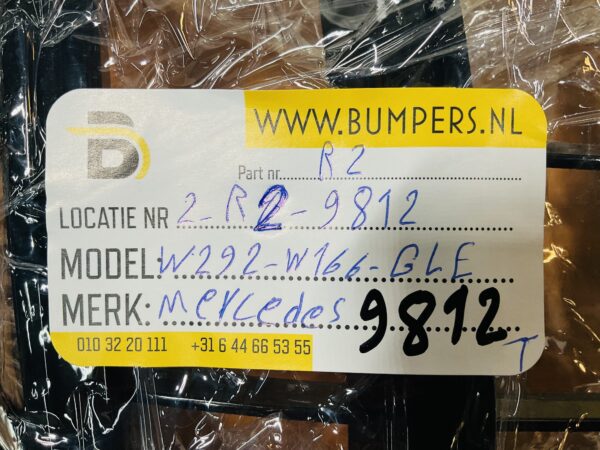 WWW.BUMPERS.NL
B
Part nr. R2
LOCATIE NR 2-R2-9812
MODEL: W292-W166-GLE
MERK: Mercedes 9812
010 32 20 111 +31 6 44 66 53 55
T